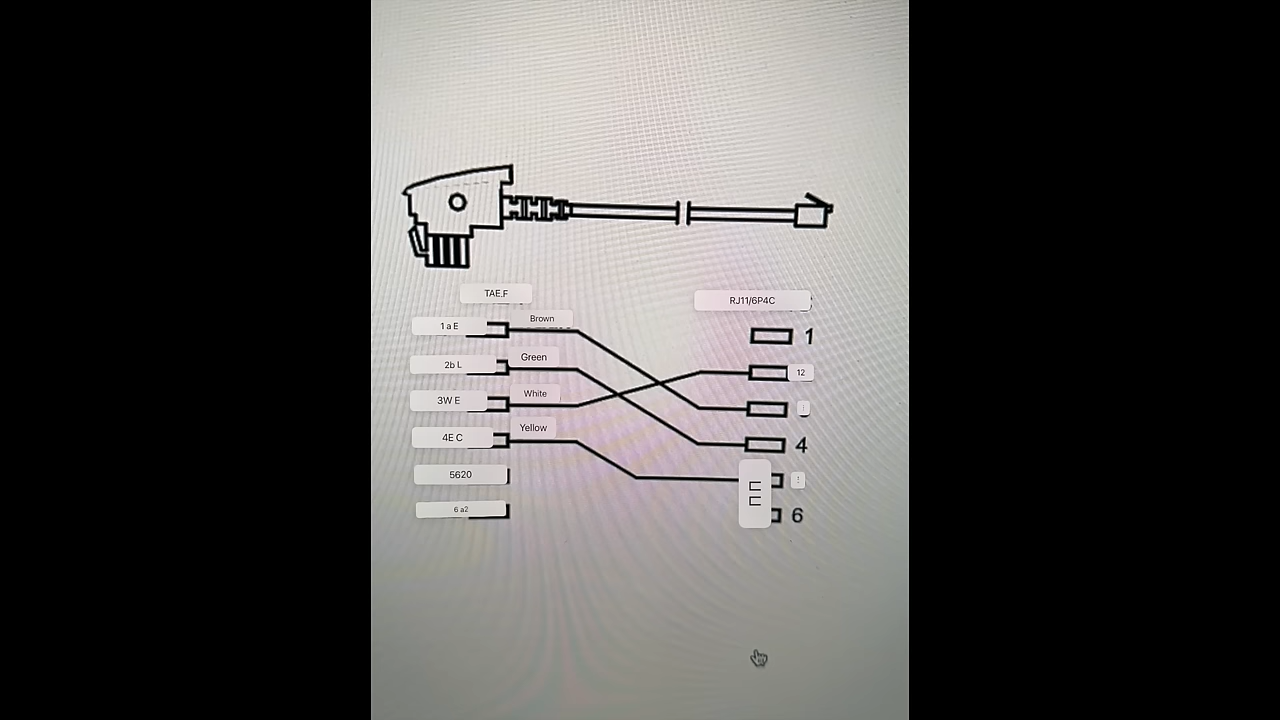 TAE.F
RJ11/6P4C
1 a E
Brown
1
2b L
Green
12
3W E
White
4E C
Yellow
4
5620
6 a2
6